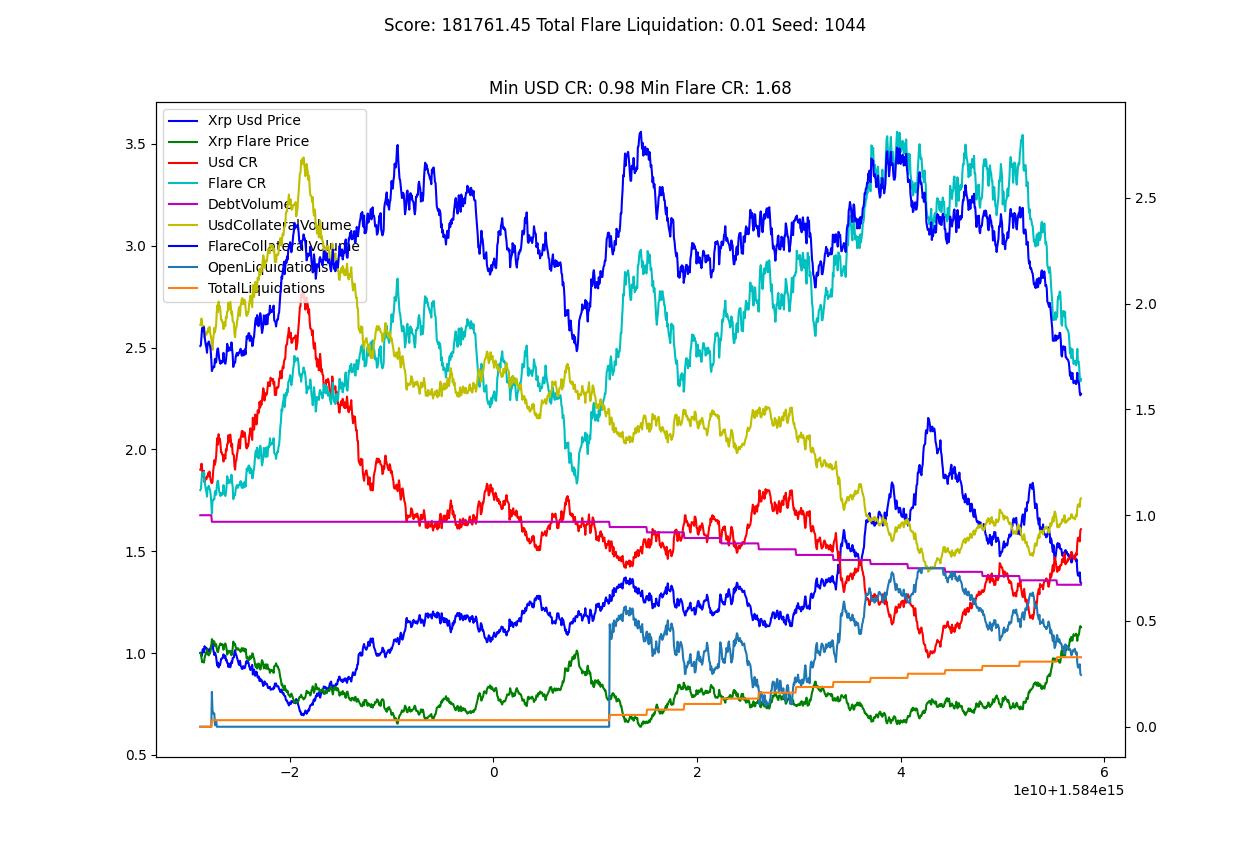 Score: 181761.45 Total Flare Liquidation: 0.01 Seed: 1044
Min USD CR: 0.98 Min Flare CR: 1.68
Xrp Usd Price
Xrp Flare Price
Usd CR
Flare CR
DebtVolume
UsdCollateralVolume
FlareCollateralVolume
OpenLiquidations
TotalLiquidations
3.5
3.0
2.5
2.0
1.5
1.0
0.5
2.5
2.0
1.5
1.0
0.5
0.0
−2 0 2 4 6
1e10+1.584e15